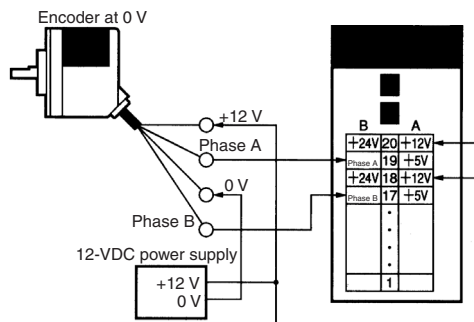 Encoder at 0 V
+12 V
Phase A
0 V
Phase B
12-VDC power supply
+12 V
0 V
B A
+24V 20 +12V
Phase A 19 +5V
+24V 18 +12V
Phase B 17 +5V
1